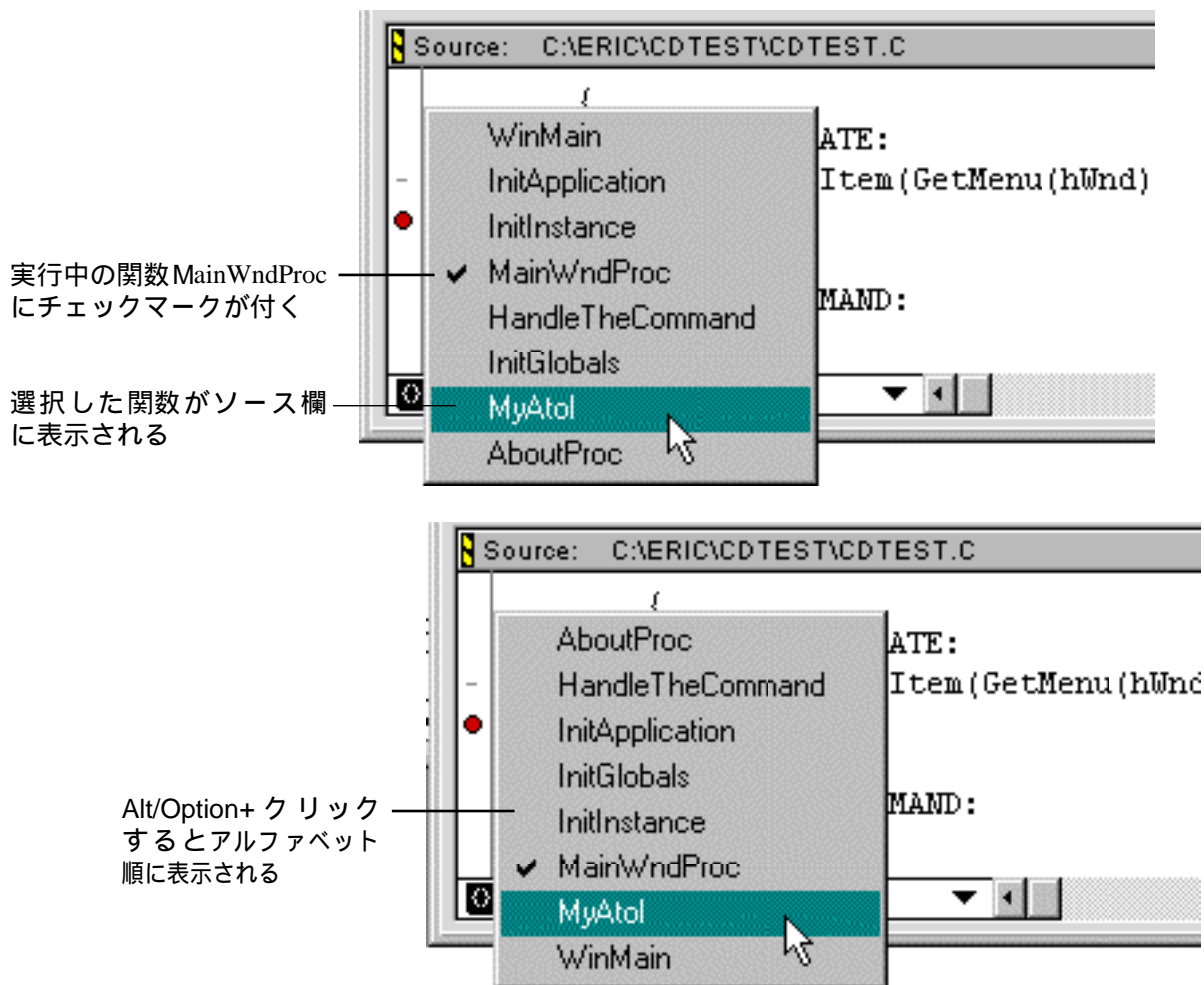 Source: C:\ERIC\CDTEST\CDTEST.C
{
WinMain
ATE:
InitApplication
Item(GetMenu(hWnd)
InitInstance
実行中の関数MainWndProc
にチェックマークが付く
MainWndProc
HandleTheCommand
MAND:
InitGlobals
選択した関数がソース欄
に表示される
MyAtol
AboutProc
Source: C:\ERIC\CDTEST\CDTEST.C
{
AboutProc
ATE:
HandleTheCommand
Item(GetMenu(hWnd
InitApplication
InitGlobals
Alt/Option+クリック
するとアルファベット
順に表示される
InitInstance
MAND:
MainWndProc
MyAtol
WinMain